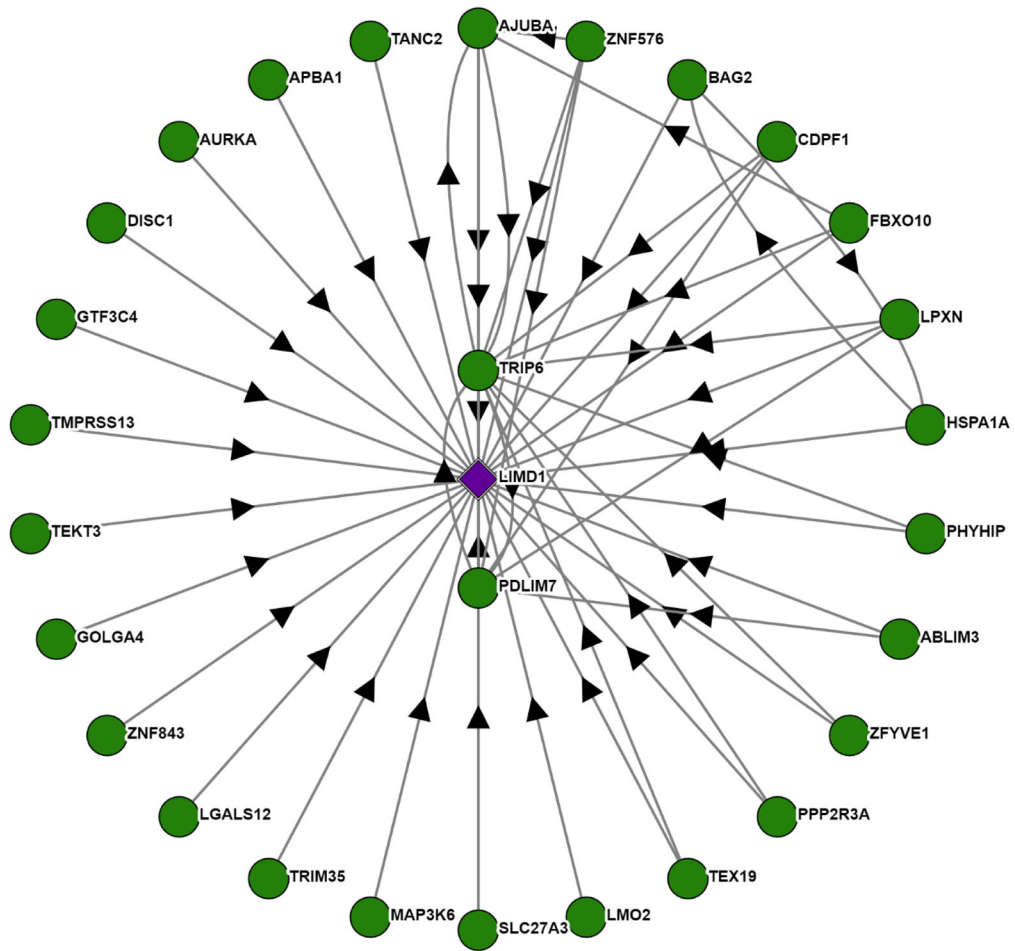 AJUBA
TANC2
ZNF576
APBA1
BAG2
AURKA
CDPF1
DISC1
FBXO10
GTF3C4
LPXN
TRIP6
TMPRSS13
HSPA1A
LIMD1
TEKT3
PHYHIP
PDLIM7
GOLGA4
ABLIM3
ZNF843
ZFYVE1
LGALS12
PPP2R3A
TRIM35
TEX19
MAP3K6
LMO2
SLC27A3